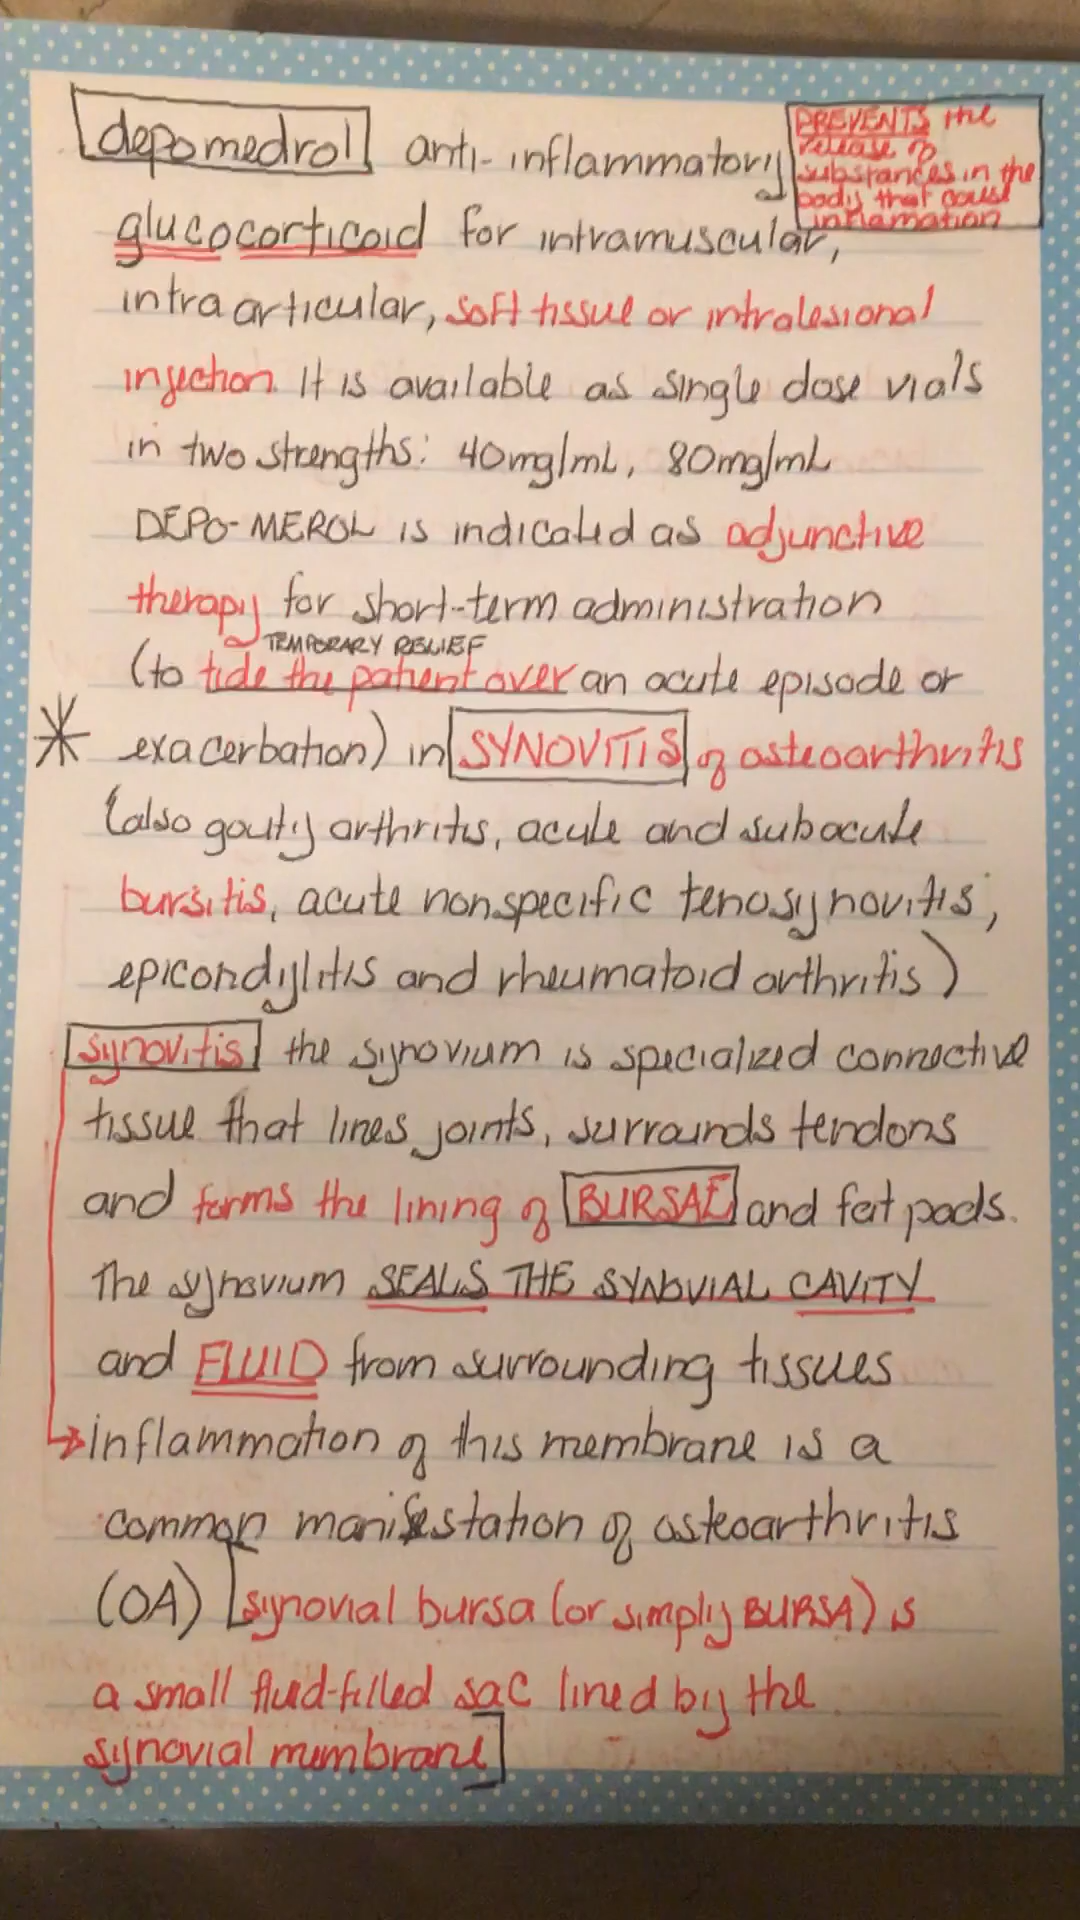 depomedrol anti-inflammatory
PREVENTS the
release of
substances in the
body that cause
inflamation
glucocorticoid for intramuscular,
intraarticular, soft tissue or intralesional
injection. It is available as single dose vials
in two strengths: 40mg/mL, 80mg/mL
DEPO-MEROL is indicated as adjunctive
therapy for short-term administration
TEMPORARY RELIEF
(to tide the patient over an acute episode or
* exacerbation) in SYNOVITIS of osteoarthritis
(also gouty arthritis, acute and subacute
bursitis, acute nonspecific tenosynovitis,
epicondylitis and rheumatoid arthritis)
synovitis the synovium is specialized connective
tissue that lines joints, surrounds tendons
and forms the lining of BURSAE and fat pads.
The synovium SEALS THE SYNOVIAL CAVITY
and FLUID from surrounding tissues
→ inflammation of this membrane is a
common manifestation of osteoarthritis
(OA) [synovial bursa (or simply BURSA) is
a small fluid-filled sac lined by the
synovial membrane]